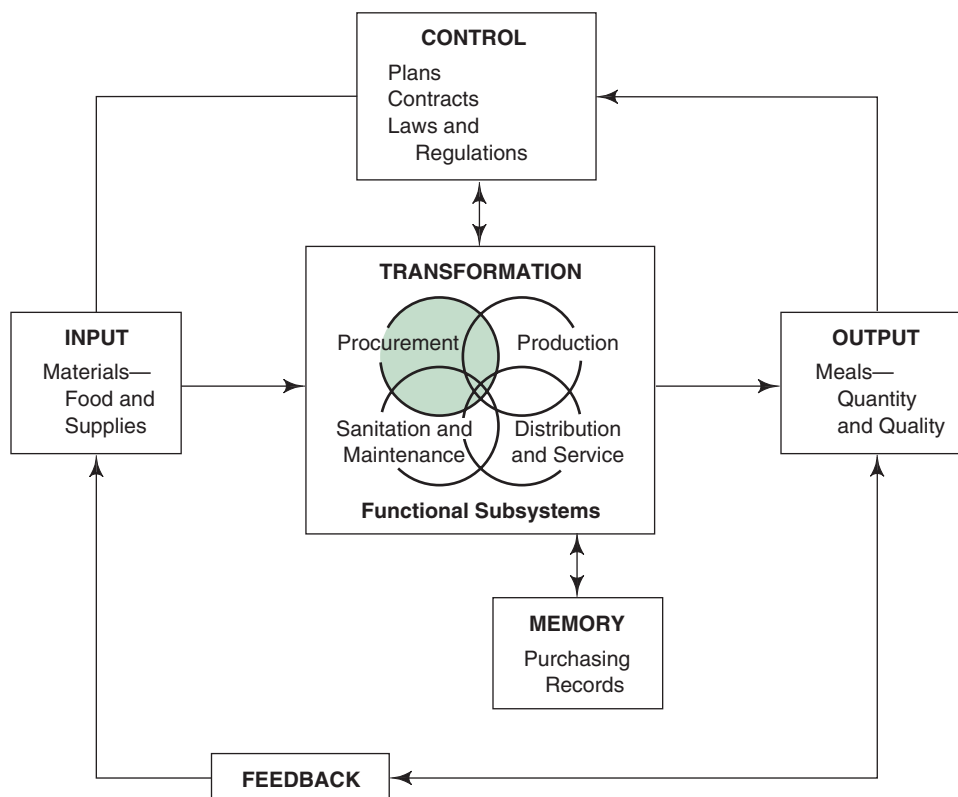 CONTROL
Plans
Contracts
Laws and
Regulations
TRANSFORMATION
Procurement
Production
Sanitation and
Maintenance
Distribution
and Service
Functional Subsystems
INPUT
Materials—
Food and
Supplies
OUTPUT
Meals—
Quantity
and Quality
MEMORY
Purchasing
Records
FEEDBACK